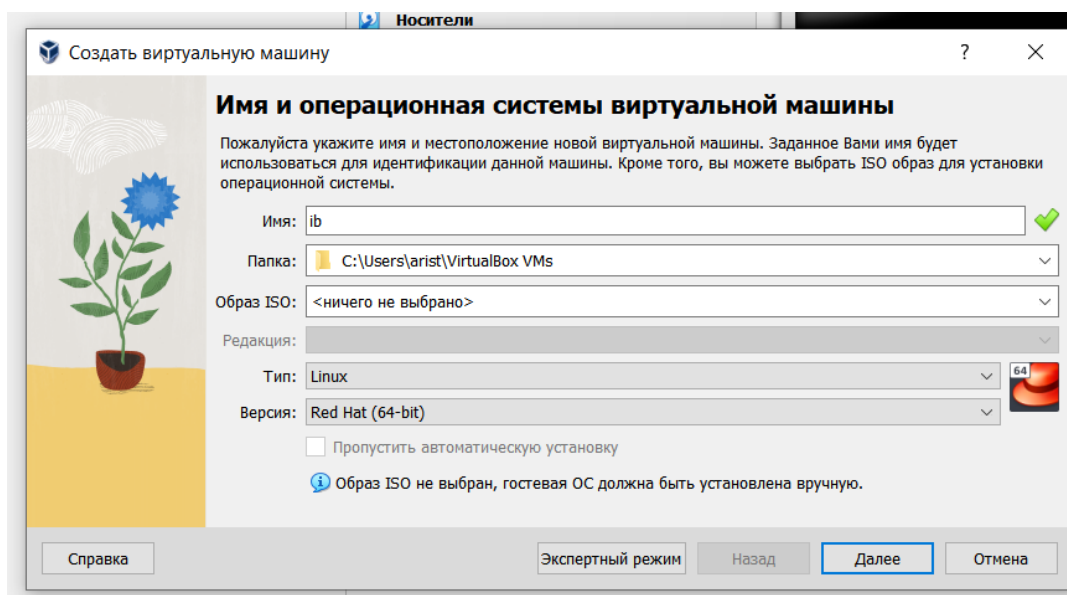 Носители
Создать виртуальную машину
?
Имя и операционная системы виртуальной машины
Пожалуйста укажите имя и местоположение новой виртуальной машины. Заданное Вами имя будет
использоваться для идентификации данной машины. Кроме того, вы можете выбрать ISO образ для установки
операционной системы.
Имя: ib
Папка: C:\Users\arist\VirtualBox VMs
Образ ISO: <ничего не выбрано>
Редакция:
Тип: Linux
64
Версия: Red Hat (64-bit)
Пропустить автоматическую установку
Образ ISO не выбран, гостевая ОС должна быть установлена вручную.
Справка Экспертный режим Назад Далее Отмена